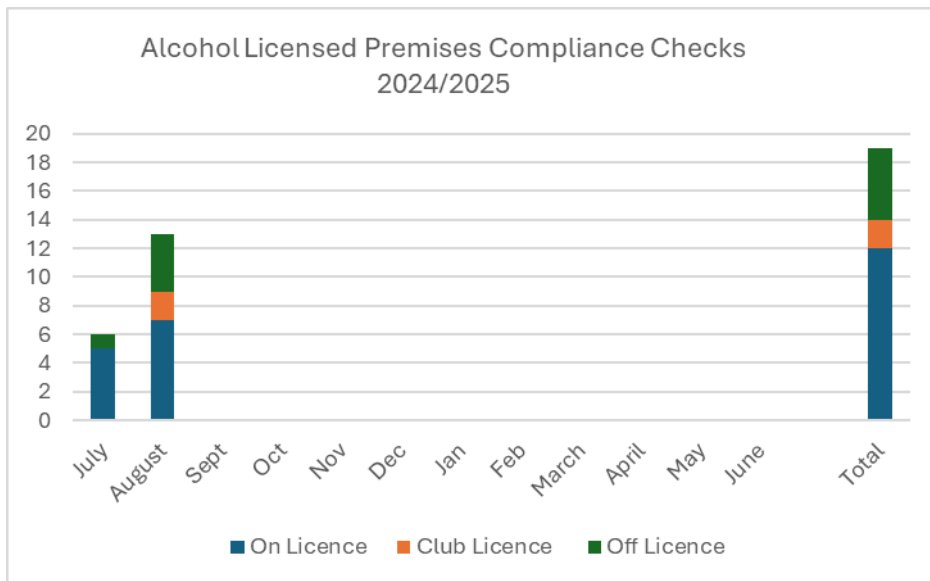 Alcohol Licensed Premises Compliance Checks
2024/2025
20
18
16
14
12
10
8
6
4
2
0
July
August
Sept
Oct
Nov
Dec
Jan
Feb
March
April
May
June
Total
On Licence
Club Licence
Off Licence